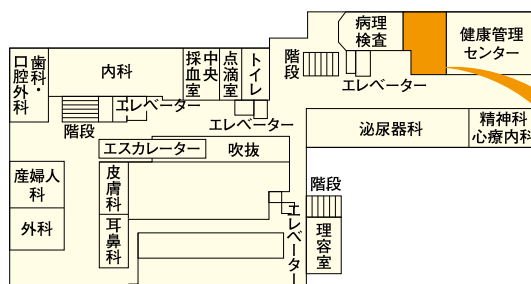 歯科・
口腔外科
内科
中央
採血室
点滴室
トイレ
階段
病理
検査
健康管理
センター
エレベーター
階段
エレベーター
エレベーター
泌尿器科
精神科
心療内科
エスカレーター
吹抜
産婦人
科
皮膚科
外科
耳鼻科
階段
エレベーター
理容室